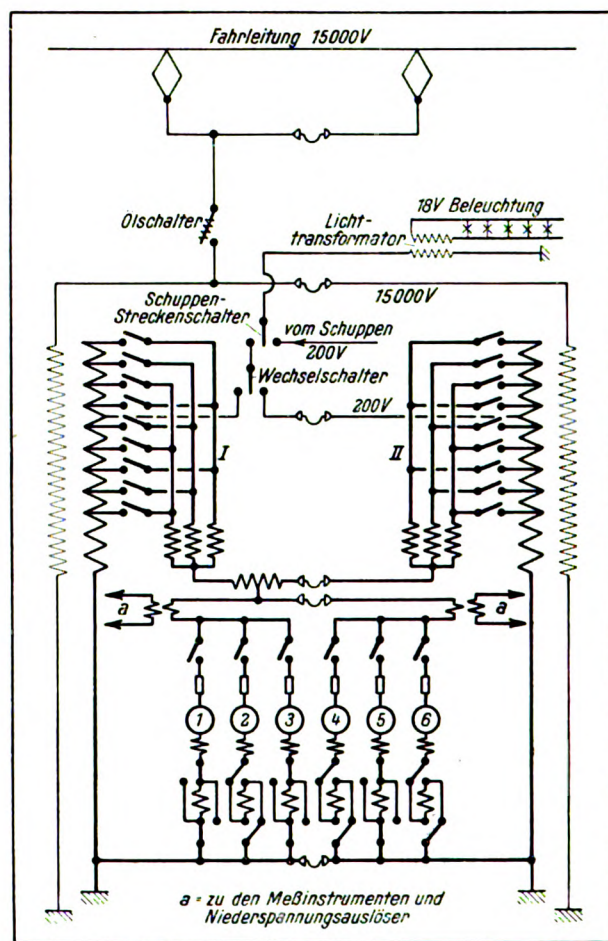 Fahrleitung 15000V
Ölschalter
18V Beleuchtung
Licht-
transformator
15000V
Schuppen-
Streckenschalter
vom Schuppen
200V
Wechselschalter
200V
I
II
a
a
1 2 3 4 5 6
a = zu den Meßinstrumenten und
Niederspannungsauslöser